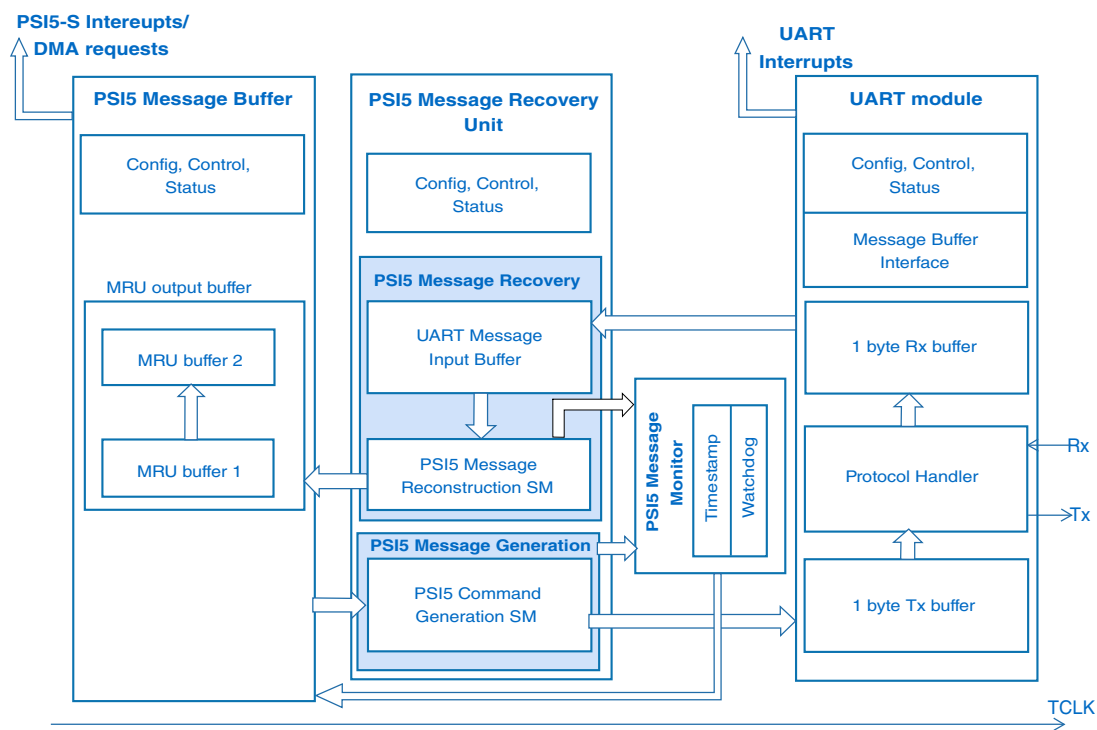 PSI5-S Intereupts/
DMA requests
UART
Interrupts
PSI5 Message Buffer
Config, Control,
Status
MRU output buffer
MRU buffer 2
MRU buffer 1
PSI5 Message Recovery
Unit
Config, Control,
Status
PSI5 Message Recovery
UART Message
Input Buffer
PSI5 Message
Reconstruction SM
PSI5 Message Generation
PSI5 Command
Generation SM
PSI5 Message
Monitor
Timestamp
Watchdog
UART module
Config, Control,
Status
Message Buffer
Interface
1 byte Rx buffer
Protocol Handler
1 byte Tx buffer
Rx
Tx
TCLK